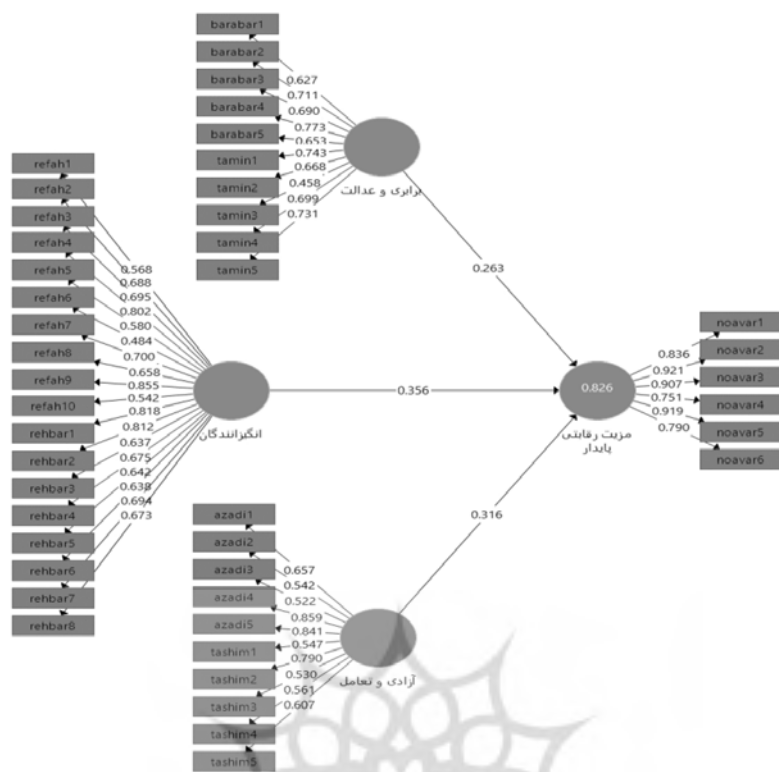 barabar1
barabar2
barabar3
barabar4
barabar5
tamin1
tamin2
tamin3
tamin4
tamin5
0.627
0.711
0.690
0.773
0.653
0.743
0.668
0.458
0.699
0.731
برابری و عدالت
0.263
refah1
refah2
refah3
refah4
refah5
refah6
refah7
refah8
refah9
refah10
rehbar1
rehbar2
rehbar3
rehbar4
rehbar5
rehbar6
rehbar7
rehbar8
0.568
0.688
0.695
0.802
0.580
0.484
0.700
0.658
0.855
0.542
0.818
0.812
0.637
0.675
0.642
0.638
0.694
0.673
انگیزانندگان
0.356
0.826
مزیت رقابتی
پایدار
0.836
0.921
0.907
0.751
0.919
0.790
noavar1
noavar2
noavar3
noavar4
noavar5
noavar6
0.316
azadi1
azadi2
azadi3
azadi4
azadi5
tashim1
tashim2
tashim3
tashim4
tashim5
0.657
0.542
0.522
0.859
0.841
0.547
0.790
0.530
0.561
0.607
آزادی و تعامل